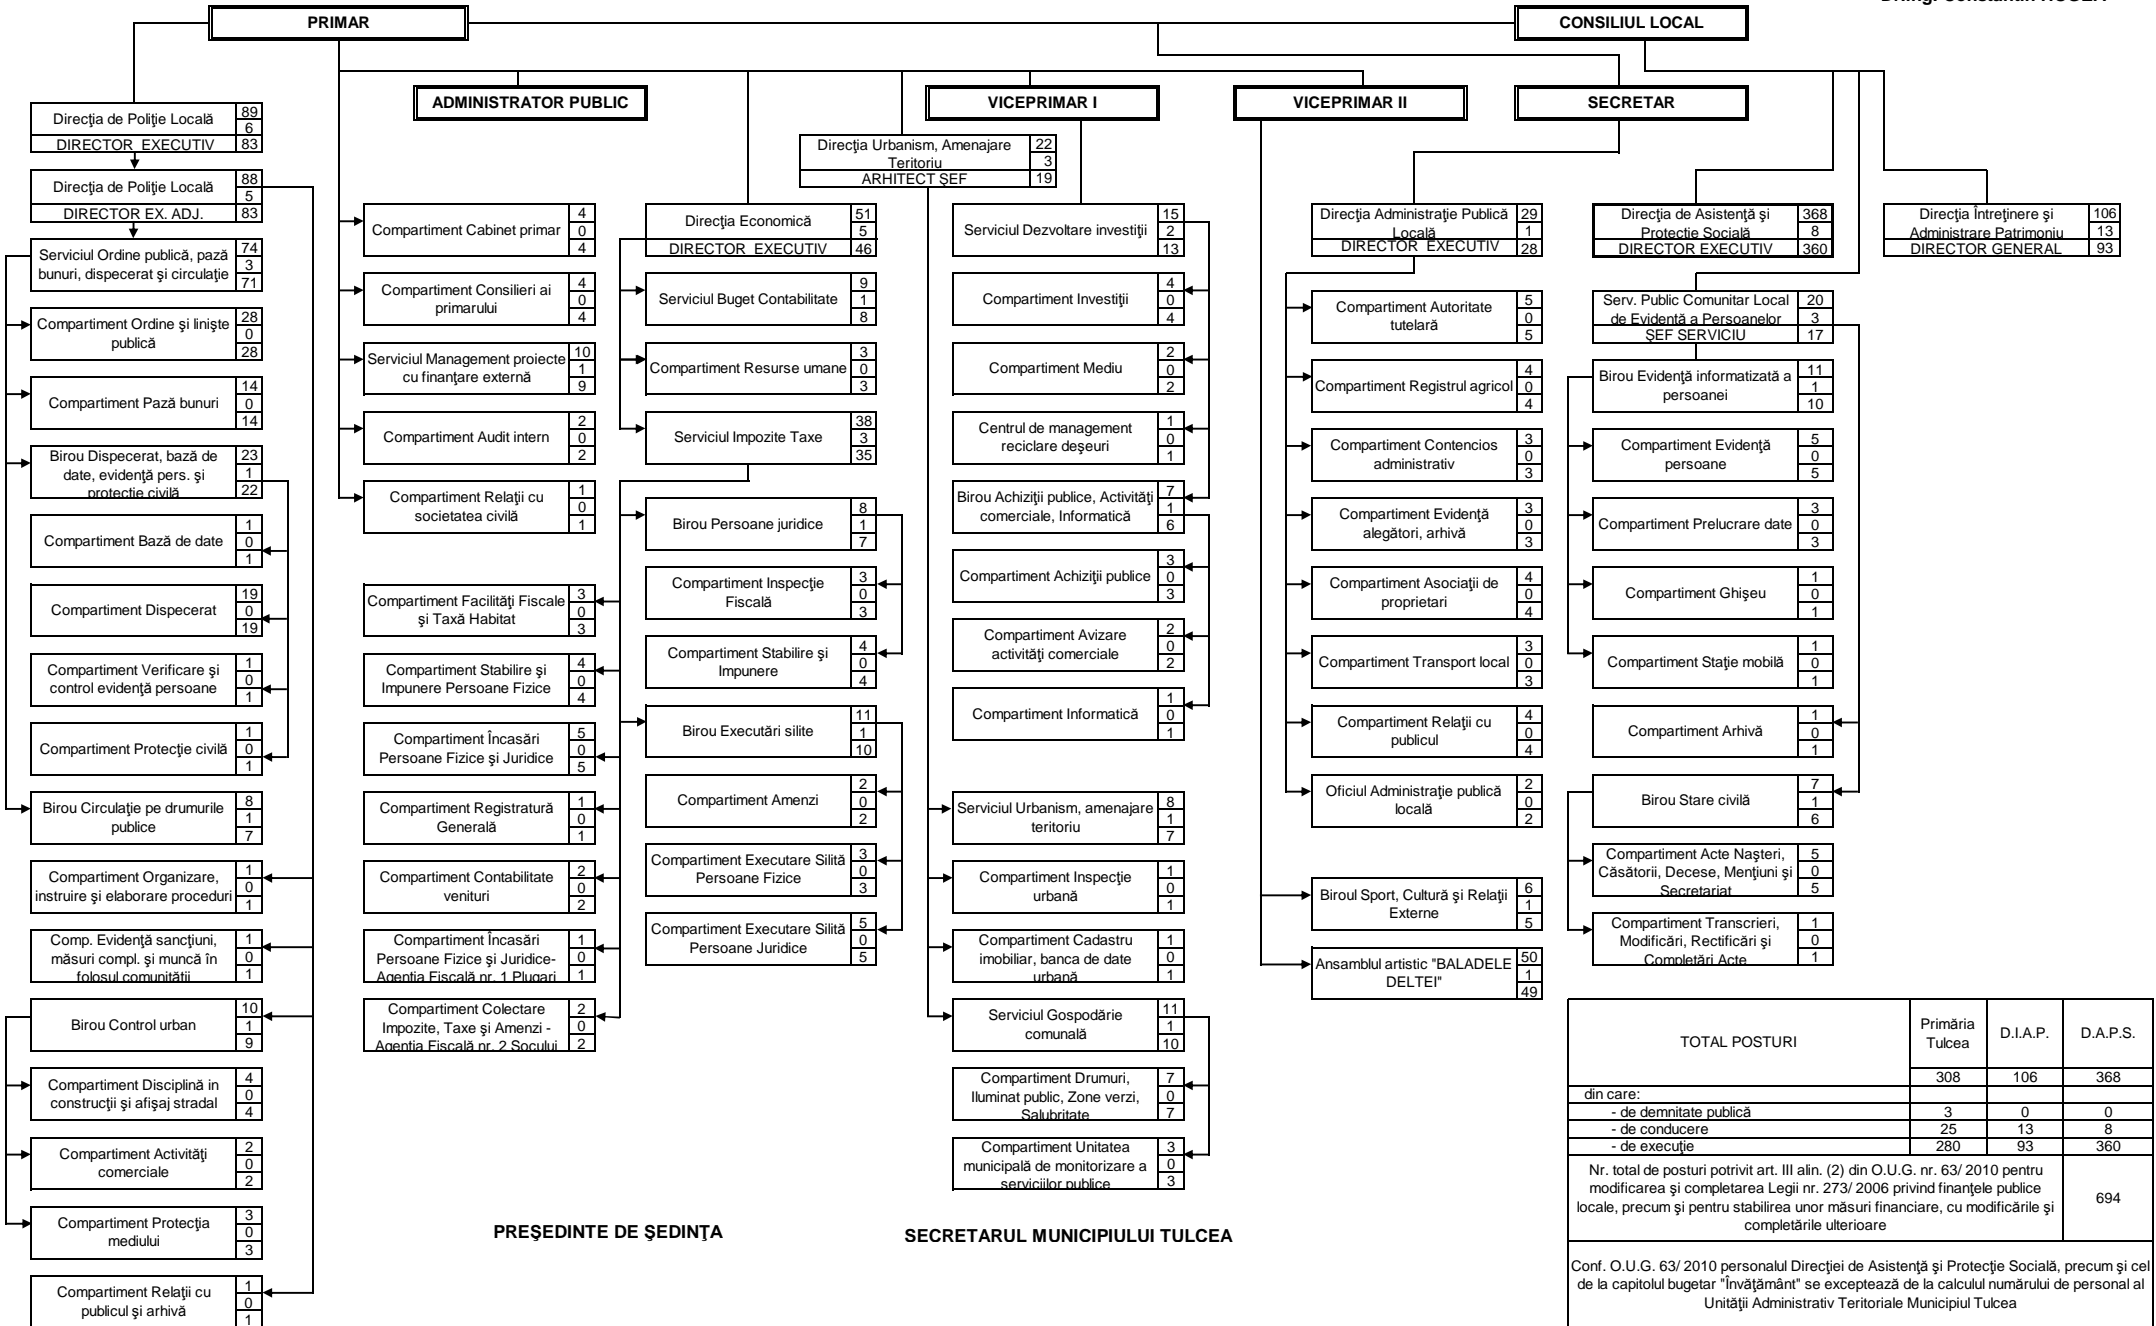 PRIMAR
CONSILIUL LOCAL
ADMINISTRATOR PUBLIC
VICEPRIMAR I
VICEPRIMAR II
SECRETAR
Direcţia de Poliţie Locală
89
6
DIRECTOR EXECUTIV
83
Direcţia de Poliţie Locală
88
5
DIRECTOR EX. ADJ.
83
Serviciul Ordine publică, pază
bunuri, dispecerat şi circulaţie
74
3
71
Compartiment Ordine şi linişte
publică
28
0
28
Compartiment Pază bunuri
14
0
14
Birou Dispecerat, bază de
date, evidenţă pers. şi
protecţie civilă
23
1
22
Compartiment Bază de date
1
0
1
Compartiment Dispecerat
19
0
19
Compartiment Verificare şi
control evidenţă persoane
1
0
1
Compartiment Protecţie civilă
1
0
1
Birou Circulaţie pe drumurile
publice
8
1
7
Compartiment Organizare,
instruire şi elaborare proceduri
1
0
1
Comp. Evidenţă sancţiuni,
măsuri compl. şi muncă în
folosul comunităţii
1
0
1
Birou Control urban
10
1
9
Compartiment Disciplină in
construcţii şi afişaj stradal
4
0
4
Compartiment Activităţi
comerciale
2
0
2
Compartiment Protecţia
mediului
3
0
3
Compartiment Relaţii cu
publicul şi arhivă
1
0
1
Compartiment Cabinet primar
4
0
4
Compartiment Consilieri ai
primarului
4
0
4
Serviciul Management proiecte
cu finanţare externă
10
1
9
Compartiment Audit intern
2
0
2
Compartiment Relaţii cu
societatea civilă
1
0
1
Compartiment Facilităţi Fiscale
şi Taxă Habitat
3
0
3
Compartiment Stabilire şi
Impunere Persoane Fizice
4
0
4
Compartiment Încasări
Persoane Fizice şi Juridice
5
0
5
Compartiment Registratură
Generală
1
0
1
Compartiment Contabilitate
venituri
2
0
2
Compartiment Încasări
Persoane Fizice şi Juridice-
Agenţia Fiscală nr. 1 Plugari
1
0
1
Compartiment Colectare
Impozite, Taxe şi Amenzi -
Agenţia Fiscală nr. 2 Socului
2
0
2
Direcţia Economică
51
5
DIRECTOR EXECUTIV
46
Serviciul Buget Contabilitate
9
1
8
Compartiment Resurse umane
3
0
3
Serviciul Impozite Taxe
38
3
35
Birou Persoane juridice
8
1
7
Compartiment Inspecţie
Fiscală
3
0
3
Compartiment Stabilire şi
Impunere
4
0
4
Birou Executări silite
11
1
10
Compartiment Amenzi
2
0
2
Compartiment Executare Silită
Persoane Fizice
3
0
3
Compartiment Executare Silită
Persoane Juridice
5
0
5
Direcţia Urbanism, Amenajare
Teritoriu
22
3
ARHITECT ŞEF
19
Serviciul Dezvoltare investiţii
15
2
13
Compartiment Investiţii
4
0
4
Compartiment Mediu
2
0
2
Centrul de management
reciclare deşeuri
1
0
1
Birou Achiziţii publice, Activităţi
comerciale, Informatică
7
1
6
Compartiment Achiziţii publice
3
0
3
Compartiment Avizare
activităţi comerciale
2
0
2
Compartiment Informatică
1
0
1
Serviciul Urbanism, amenajare
teritoriu
8
1
7
Compartiment Inspecţie
urbană
1
0
1
Compartiment Cadastru
imobiliar, banca de date
urbană
1
0
1
Serviciul Gospodărie
comunală
11
1
10
Compartiment Drumuri,
Iluminat public, Zone verzi,
Salubritate
7
0
7
Compartiment Unitatea
municipală de monitorizare a
serviciilor publice
3
0
3
Direcţia Administraţie Publică
Locală
29
1
DIRECTOR EXECUTIV
28
Compartiment Autoritate
tutelară
5
0
5
Compartiment Registrul agricol
4
0
4
Compartiment Contencios
administrativ
3
0
3
Compartiment Evidenţă
alegători, arhivă
3
0
3
Compartiment Asociaţii de
proprietari
4
0
4
Compartiment Transport local
3
0
3
Compartiment Relaţii cu
publicul
4
0
4
Oficiul Administraţie publică
locală
2
0
2
Biroul Sport, Cultură şi Relaţii
Externe
6
1
5
Ansamblul artistic "BALADELE
DELTEI"
50
1
49
Direcţia de Asistenţă şi
Protecţie Socială
368
8
DIRECTOR EXECUTIV
360
Direcţia Întreţinere şi
Administrare Patrimoniu
106
13
DIRECTOR GENERAL
93
Serv. Public Comunitar Local
de Evidenţă a Persoanelor
20
3
ŞEF SERVICIU
17
Birou Evidenţă informatizată a
persoanei
11
1
10
Compartiment Evidenţă
persoane
5
0
5
Compartiment Prelucrare date
3
0
3
Compartiment Ghişeu
1
0
1
Compartiment Staţie mobilă
1
0
1
Compartiment Arhivă
1
0
1
Birou Stare civilă
7
1
6
Compartiment Acte Naşteri,
Căsătorii, Decese, Menţiuni şi
Secretariat
5
0
5
Compartiment Transcrieri,
Modificări, Rectificări şi
Completări Acte
1
0
1
TOTAL POSTURI
Primăria
Tulcea
D.I.A.P.
D.A.P.S.
308 106 368
din care:
- de demnitate publică 3 0 0
- de conducere 25 13 8
- de execuţie 280 93 360
Nr. total de posturi potrivit art. III alin. (2) din O.U.G. nr. 63/ 2010 pentru
modificarea şi completarea Legii nr. 273/ 2006 privind finanţele publice
locale, precum şi pentru stabilirea unor măsuri financiare, cu modificările şi
completările ulterioare
694
Conf. O.U.G. 63/ 2010 personalul Direcţiei de Asistenţă şi Protecţie Socială, precum şi cel
de la capitolul bugetar "Învăţământ" se exceptează de la calculul numărului de personal al
Unităţii Administrativ Teritoriale Municipiul Tulcea
PREŞEDINTE DE ŞEDINŢA
SECRETARUL MUNICIPIULUI TULCEA